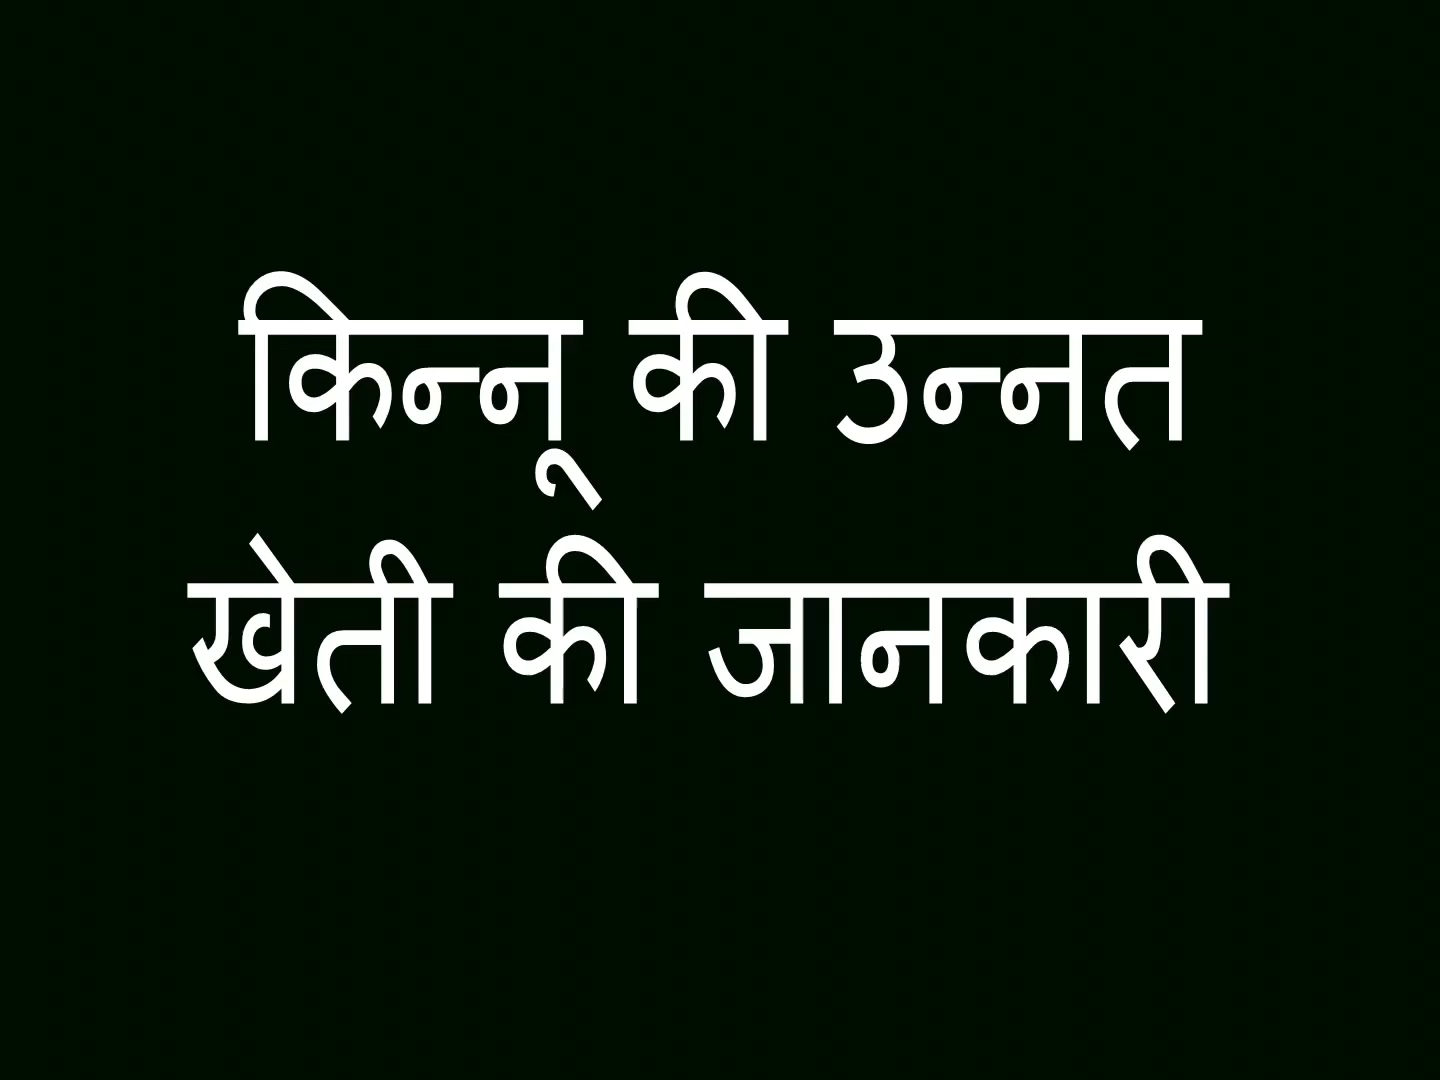 किन्नू की उन्नत
खेती की जानकारी